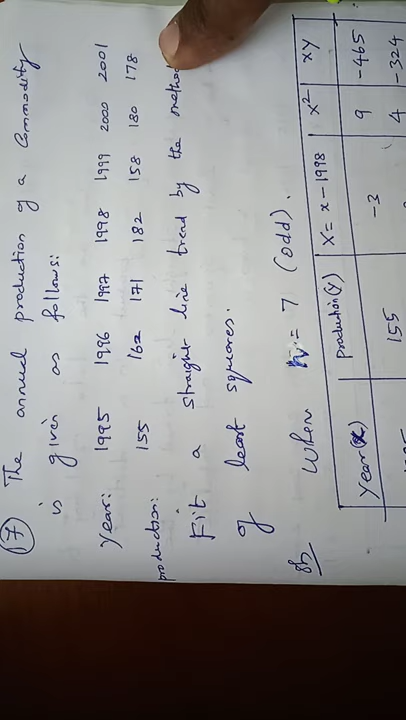 17 The annual production of a Commodity
is given as follows:
Year: 1995 1996 1997 1998 1999 2000 2001
production: 155 162 171 182 158 180 178
Fit a straight line trend by the method
of least squares.
When n = 7 (odd).
Year(x) production(y) X = x - 1998 X² XY
155 -3 9 -465
4 -324